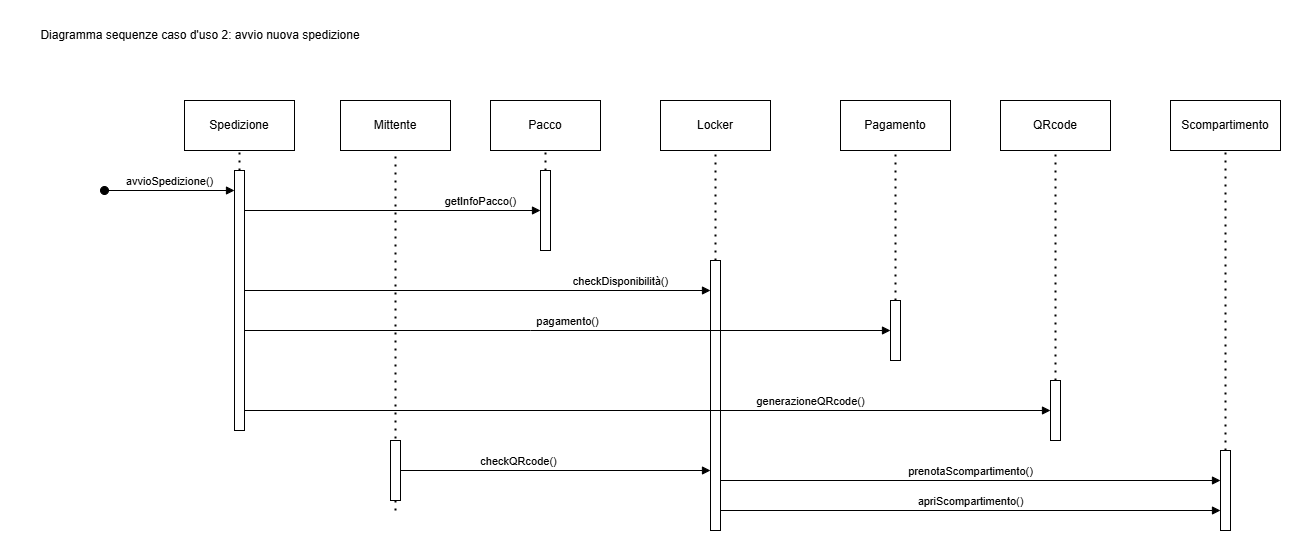 Diagramma sequenze caso d'uso 2: avvio nuova spedizione
Spedizione
Mittente
Pacco
Locker
Pagamento
QRcode
Scompartimento
avvioSpedizione()
getInfoPacco()
checkDisponibilità()
pagamento()
generazioneQRcode()
checkQRcode()
prenotaScompartimento()
apriScompartimento()